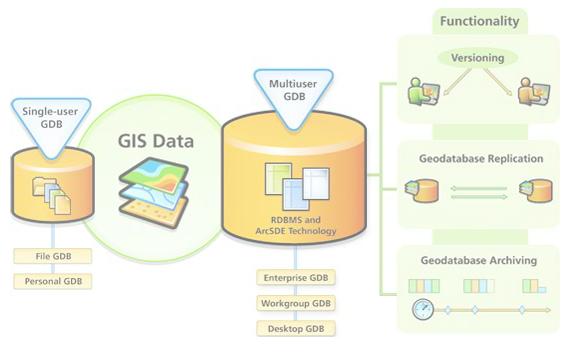 Functionality
Versioning
Multiuser
GDB
Single-user
GDB
GIS Data
RDBMS and
ArcSDE Technology
File GDB
Personal GDB
Enterprise GDB
Workgroup GDB
Desktop GDB
Geodatabase Replication
Geodatabase Archiving